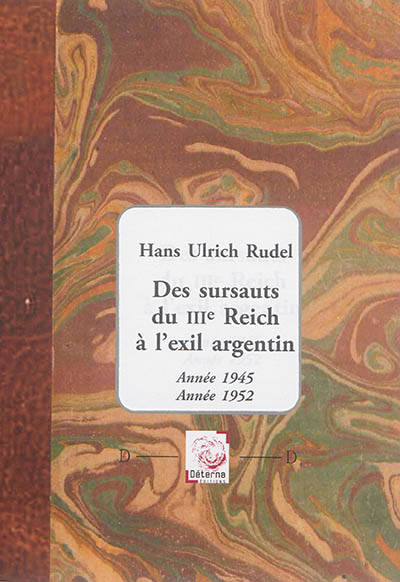 Hans Ulrich Rudel
Des sursauts
du IIIe Reich
à l'exil argentin
Année 1945
Année 1952
D
D
Déterna
éditions